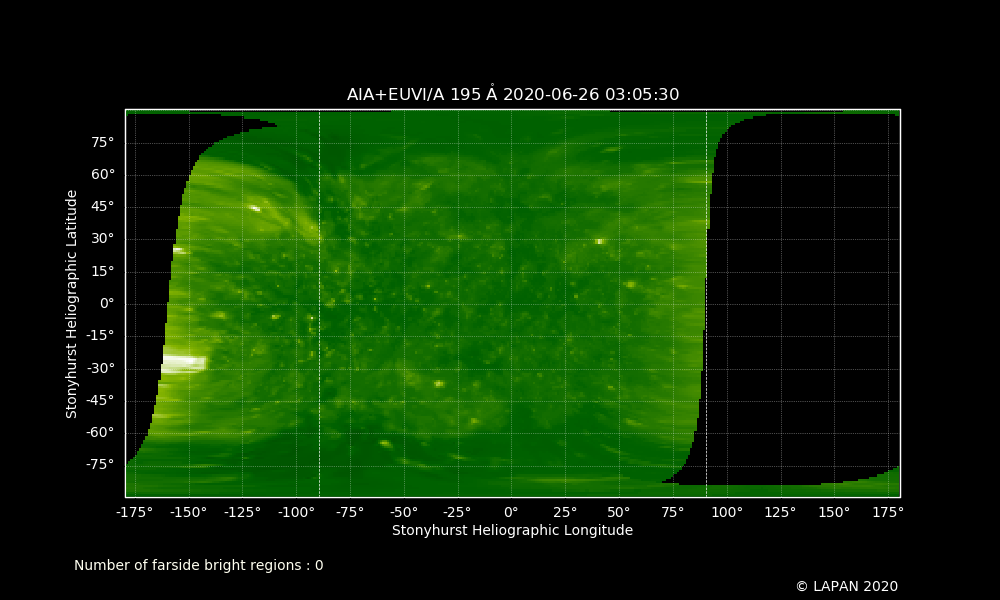 AIA+EUVI/A 195 Å 2020-06-26 03:05:30
Stonyhurst Heliographic Latitude
75°
60°
45°
30°
15°
0°
-15°
-30°
-45°
-60°
-75°
-175° -150° -125° -100° -75° -50° -25° 0° 25° 50° 75° 100° 125° 150° 175°
Stonyhurst Heliographic Longitude
Number of farside bright regions : 0
© LAPAN 2020